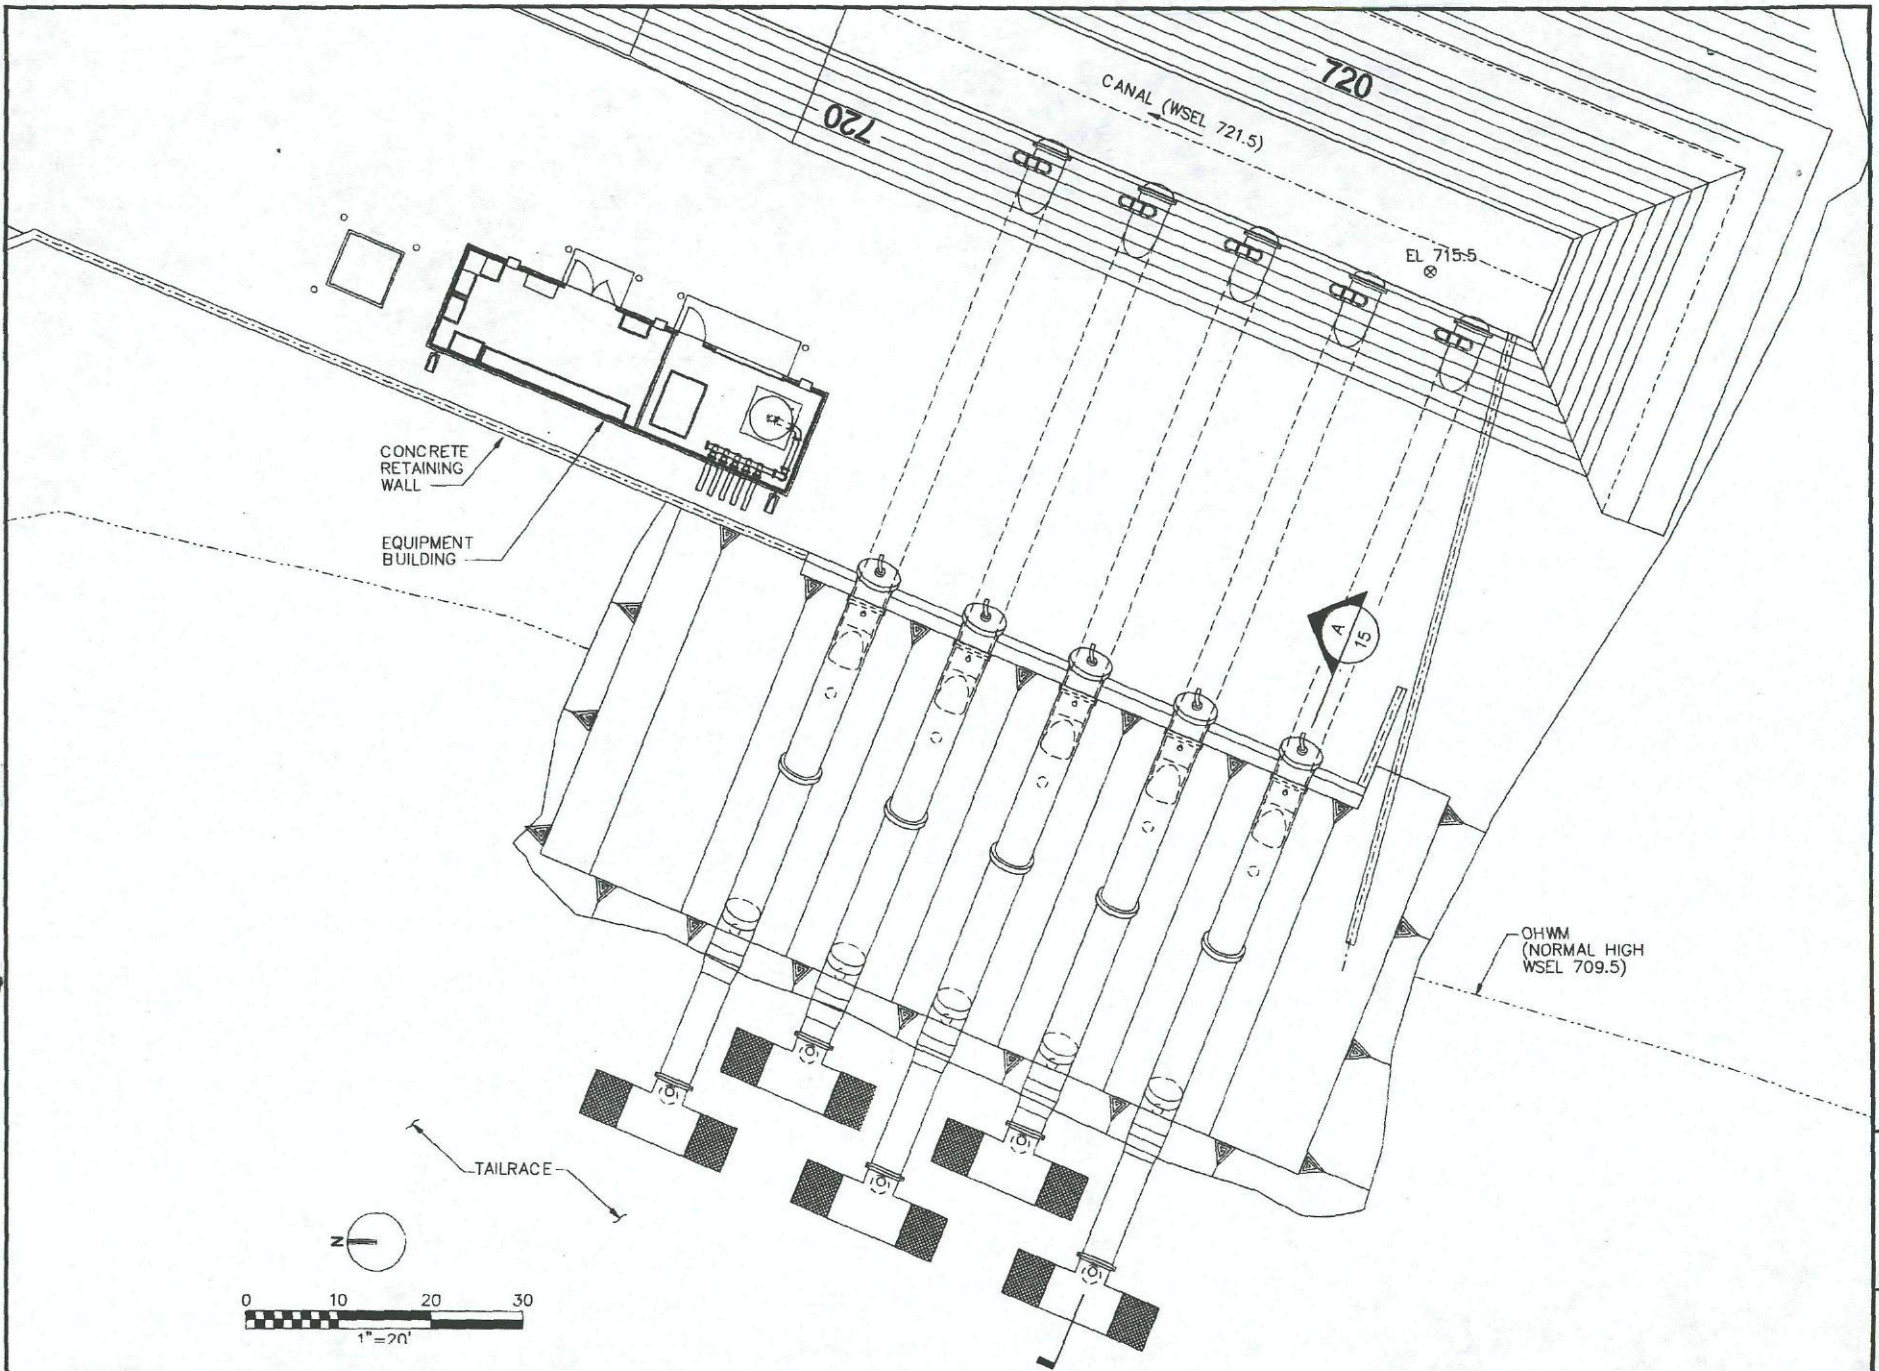 720
CANAL (WSEL 721.5)
720
EL 715.5
CONCRETE
RETAINING
WALL
EQUIPMENT
BUILDING
A
15
OHWM
(NORMAL HIGH
WSEL 709.5)
TAILRACE
N
0 10 20 30
1"=20'